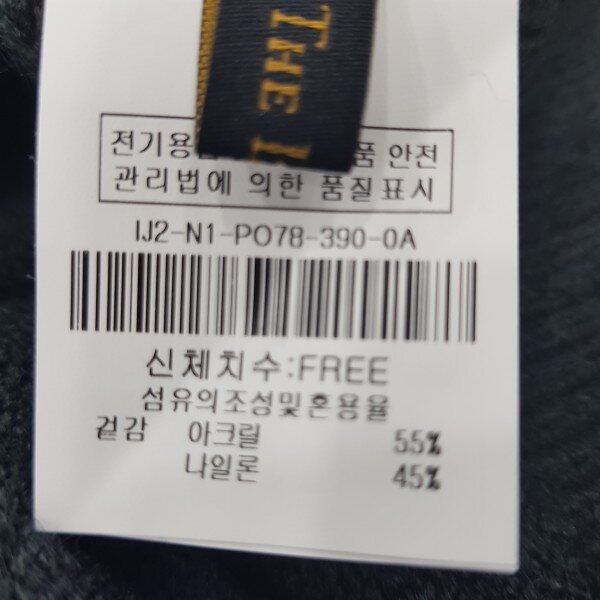 THE
전기용 품 안전
관리법에 의한 품질표시
IJ2-N1-PO78-390-0A
신체치수:FREE
섬유의조성및혼용율
겉감 아크릴 55%
나일론 45%